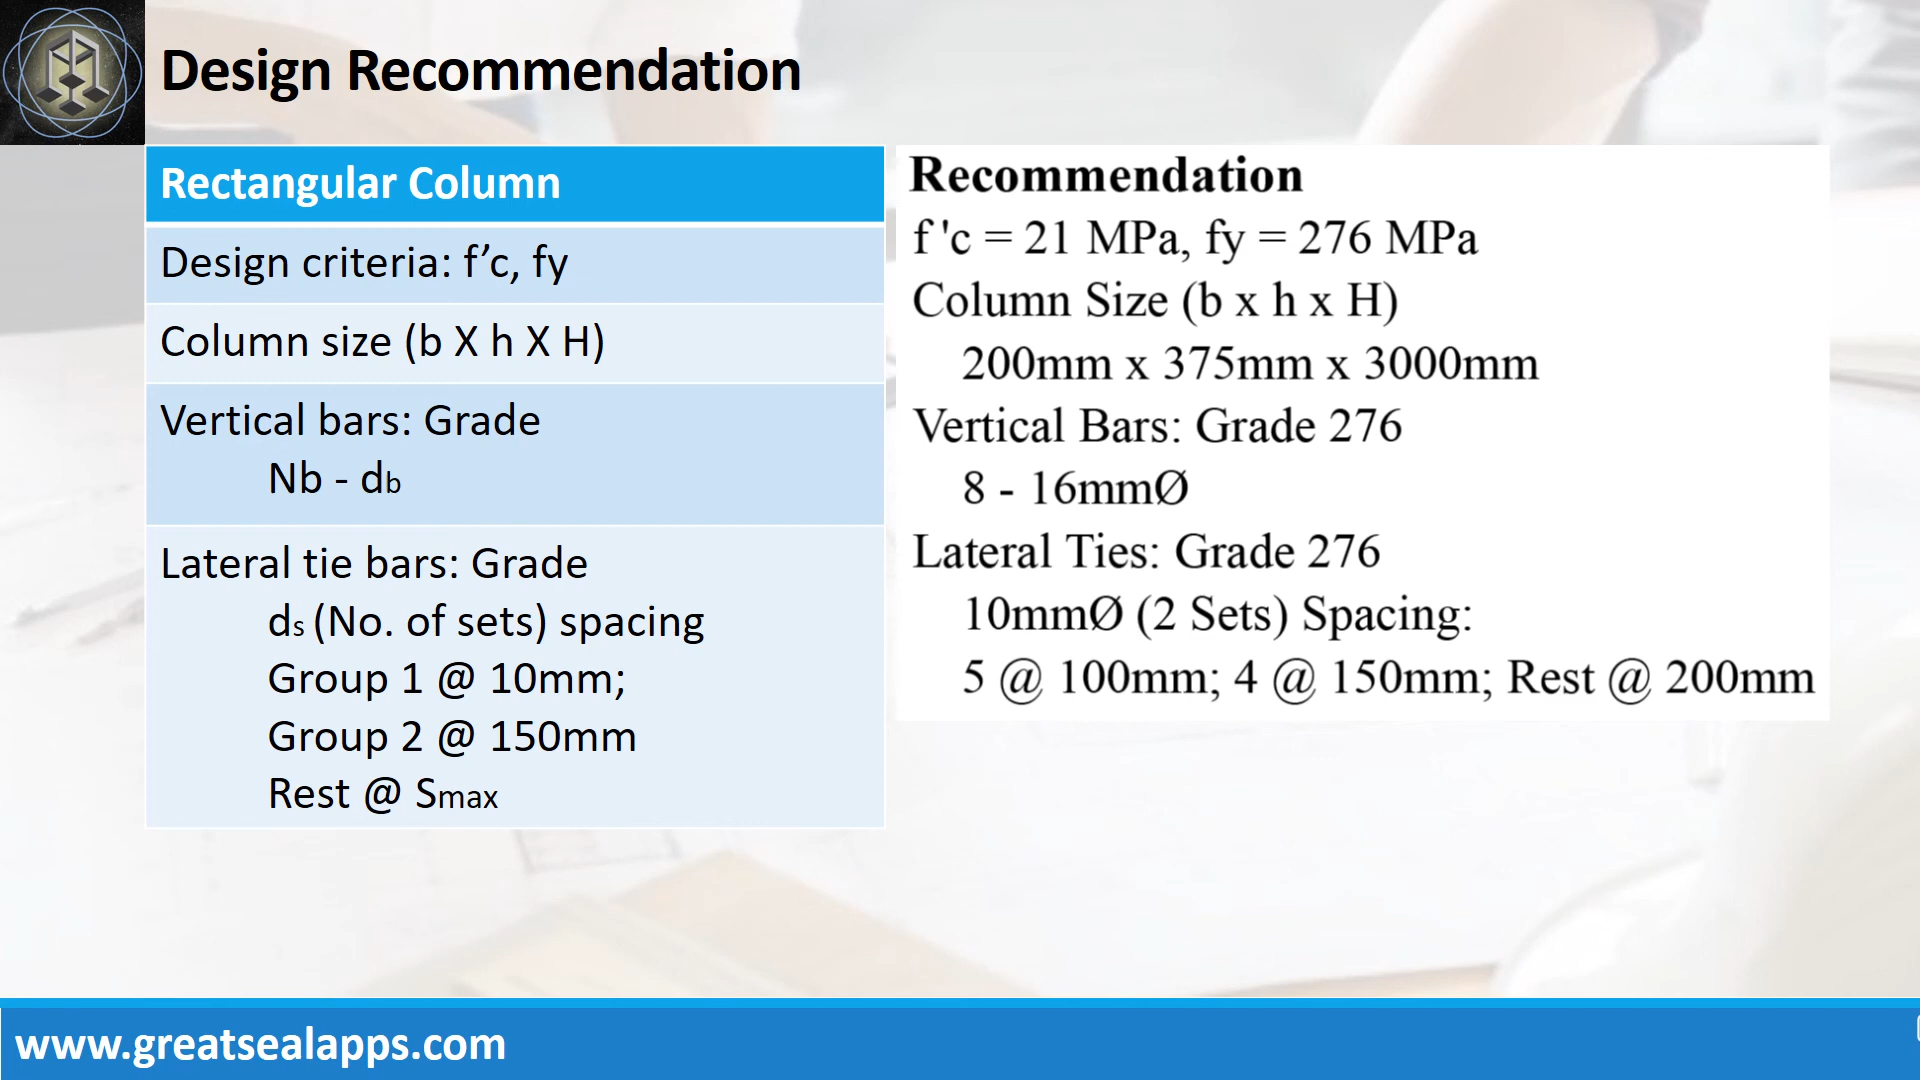 Design Recommendation
Rectangular Column
Design criteria: f’c, fy
Column size (b X h X H)
Vertical bars: Grade
Nb - db
Lateral tie bars: Grade
ds (No. of sets) spacing
Group 1 @ 10mm;
Group 2 @ 150mm
Rest @ Smax
Recommendation
f 'c = 21 MPa, fy = 276 MPa
Column Size (b x h x H)
200mm x 375mm x 3000mm
Vertical Bars: Grade 276
8 - 16mmØ
Lateral Ties: Grade 276
10mmØ (2 Sets) Spacing:
5 @ 100mm; 4 @ 150mm; Rest @ 200mm
www.greatsealapps.com